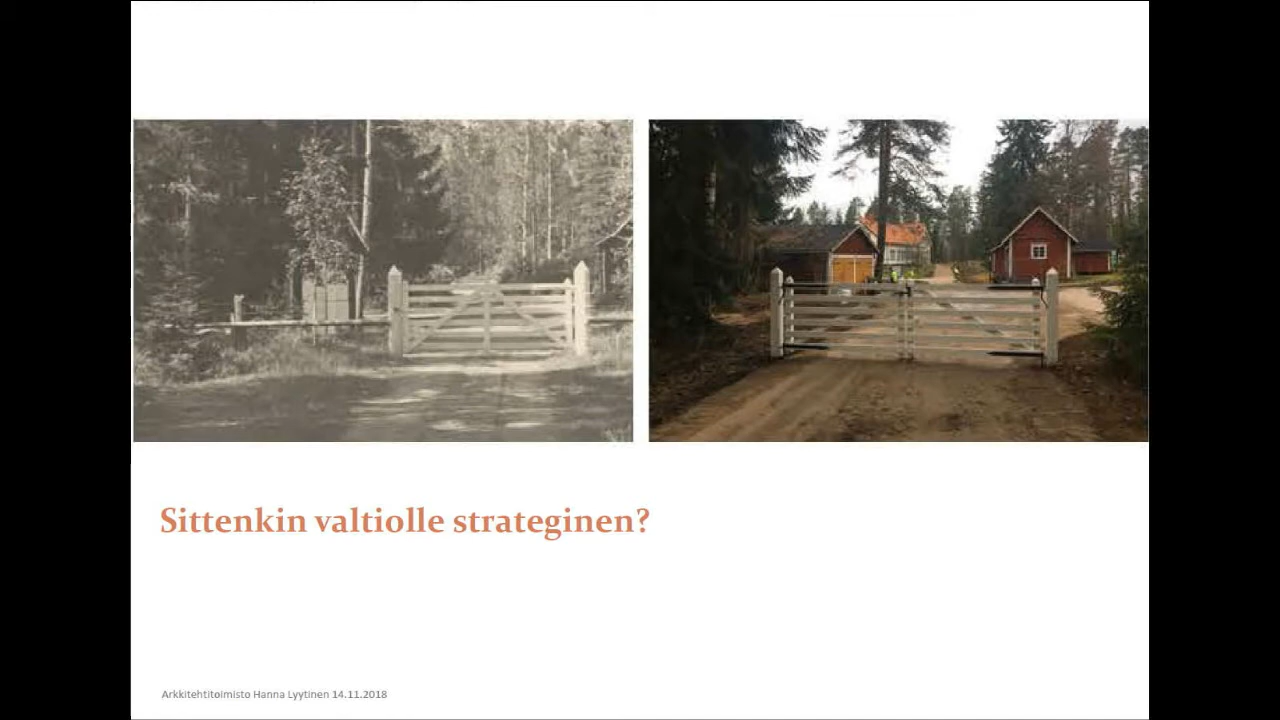 Sittenkin valtiolle strateginen?
Arkkitehtitoimisto Hanna Lyytinen 14.11.2018